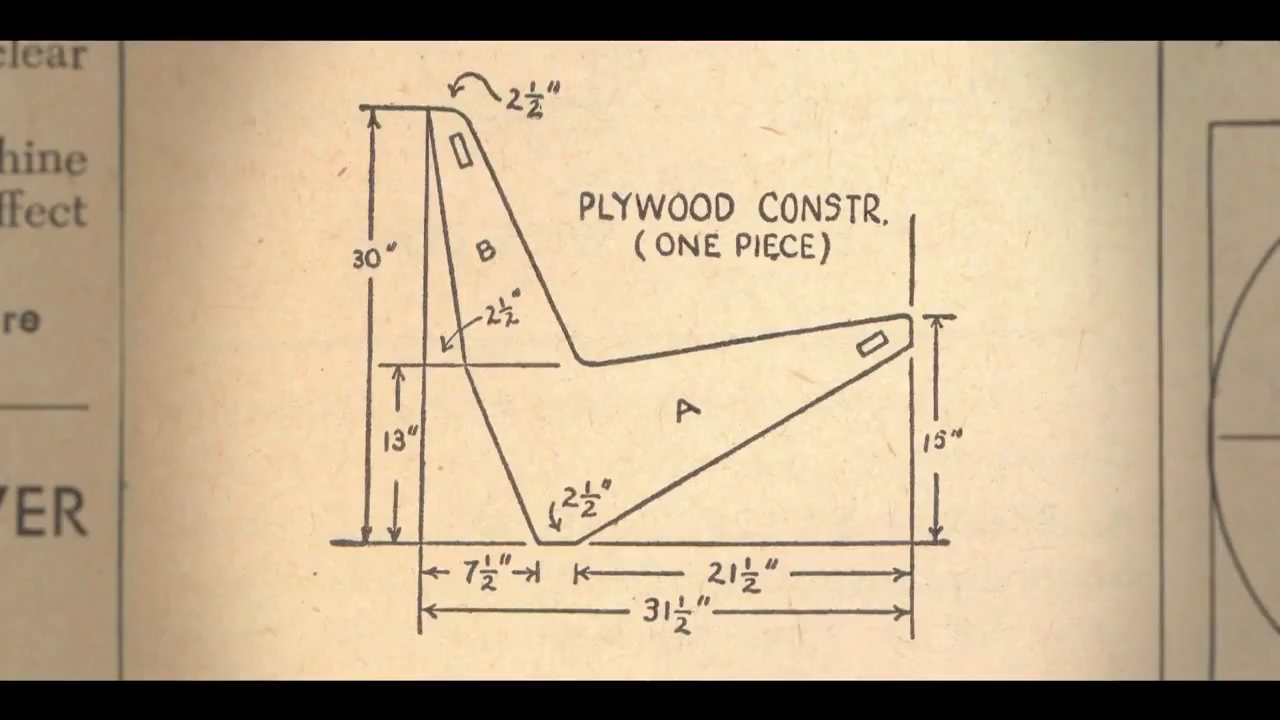 clear
hine
ffect
re
VER
2½"
PLYWOOD CONSTR.
(ONE PIECE)
30"
B
2½"
A
13"
15"
2½"
7½"
21½"
31½"